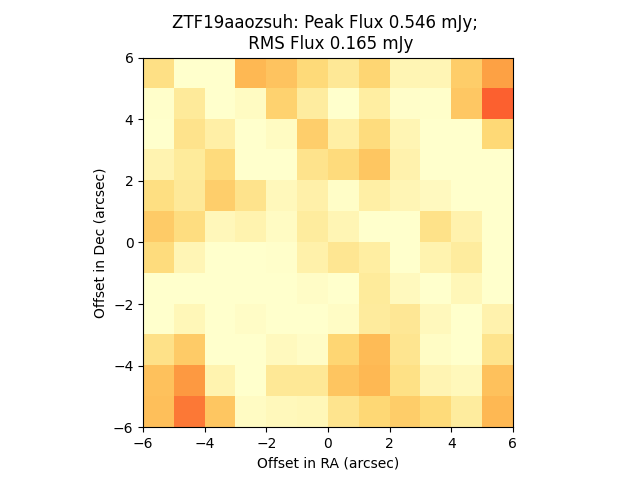 ZTF19aaozsuh: Peak Flux 0.546 mJy;
RMS Flux 0.165 mJy
6
4
2
0
−2
−4
−6
Offset in Dec (arcsec)
−6 −4 −2 0 2 4 6
Offset in RA (arcsec)